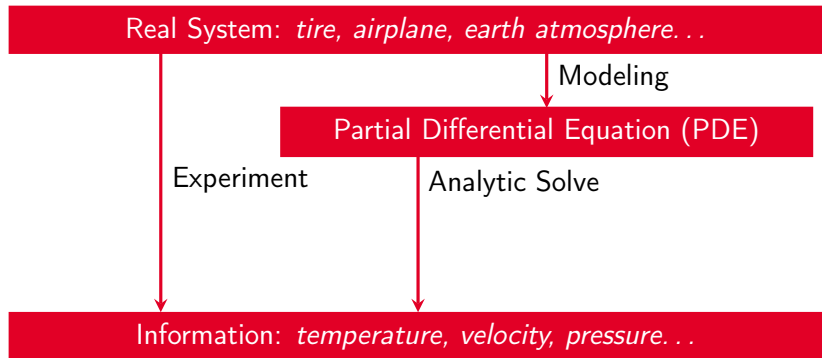 Real System: tire, airplane, earth atmosphere...
Modeling
Partial Differential Equation (PDE)
Experiment
Analytic Solve
Information: temperature, velocity, pressure...